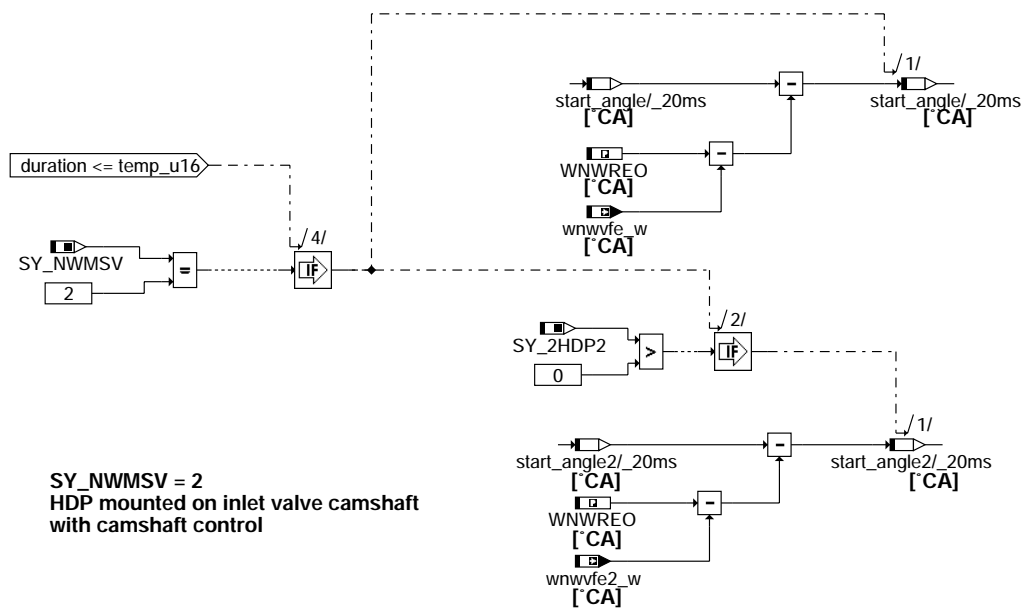 /1/
start_angle/_20ms
[°CA]
start_angle/_20ms
[°CA]
duration <= temp_u16
WNWREO
[°CA]
wnwvfe_w
[°CA]
/4/
SY_NWMSV
=
IF
2
/2/
SY_2HDP2
>
IF
0
/1/
start_angle2/_20ms
[°CA]
start_angle2/_20ms
[°CA]
SY_NWMSV = 2
HDP mounted on inlet valve camshaft
with camshaft control
WNWREO
[°CA]
wnwvfe2_w
[°CA]